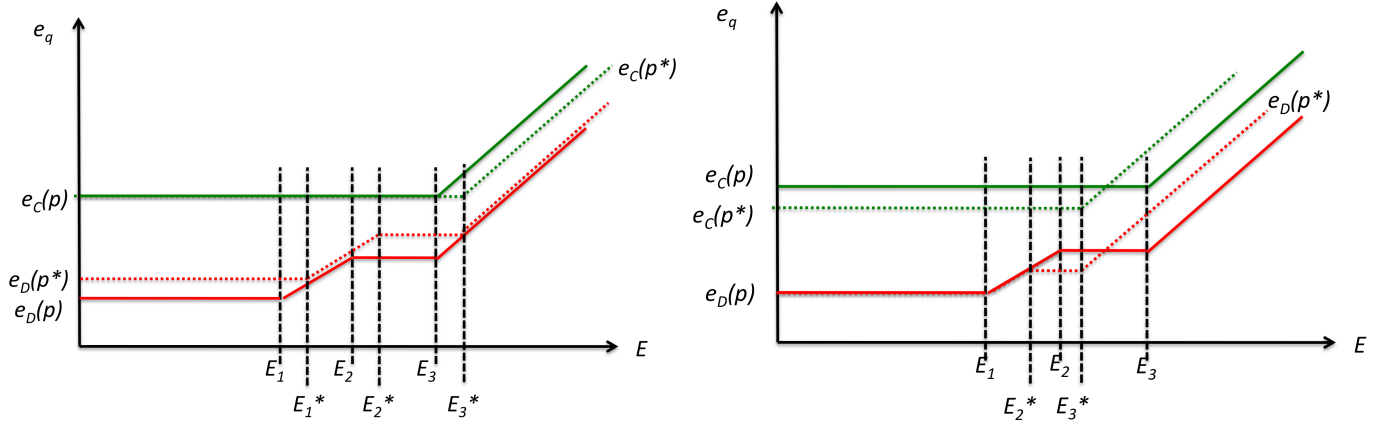 e_q
e_C(p*)
e_C(p)
e_D(p*)
e_D(p)
E
E_1
E_2
E_3
E_1*
E_2*
E_3*
e_q
e_D(p*)
e_C(p)
e_C(p*)
e_D(p)
E
E_1
E_2
E_3
E_2*
E_3*